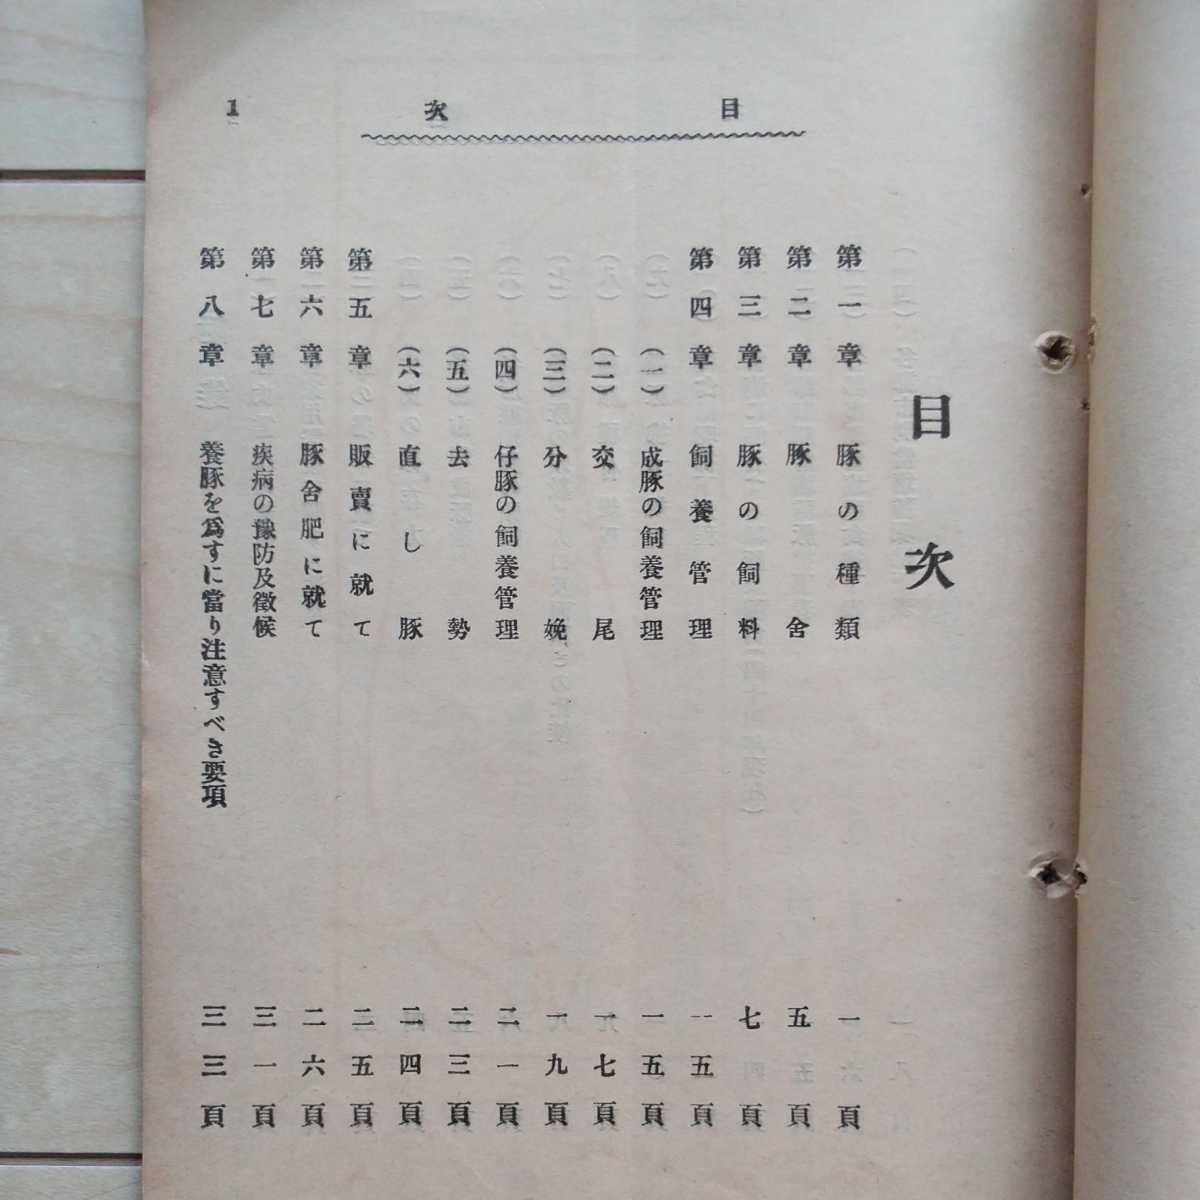 目次
1
目次
第一章 豚の種類 一頁
第二章 豚舎 五頁
第三章 豚の飼料 七頁
第四章 飼養管理 一五頁
(一) 成豚の飼養管理 一五頁
(二) 交尾 一七頁
(三) 分娩 一九頁
(四) 仔豚の飼養管理 二一頁
(五) 去勢 二三頁
(六) 直し豚 二四頁
第五章 販賣に就て 二五頁
第六章 豚舍肥に就て 二六頁
第七章 疾病の豫防及徵候 三一頁
第八章 養豚を爲すに當り注意すべき要項 三三頁